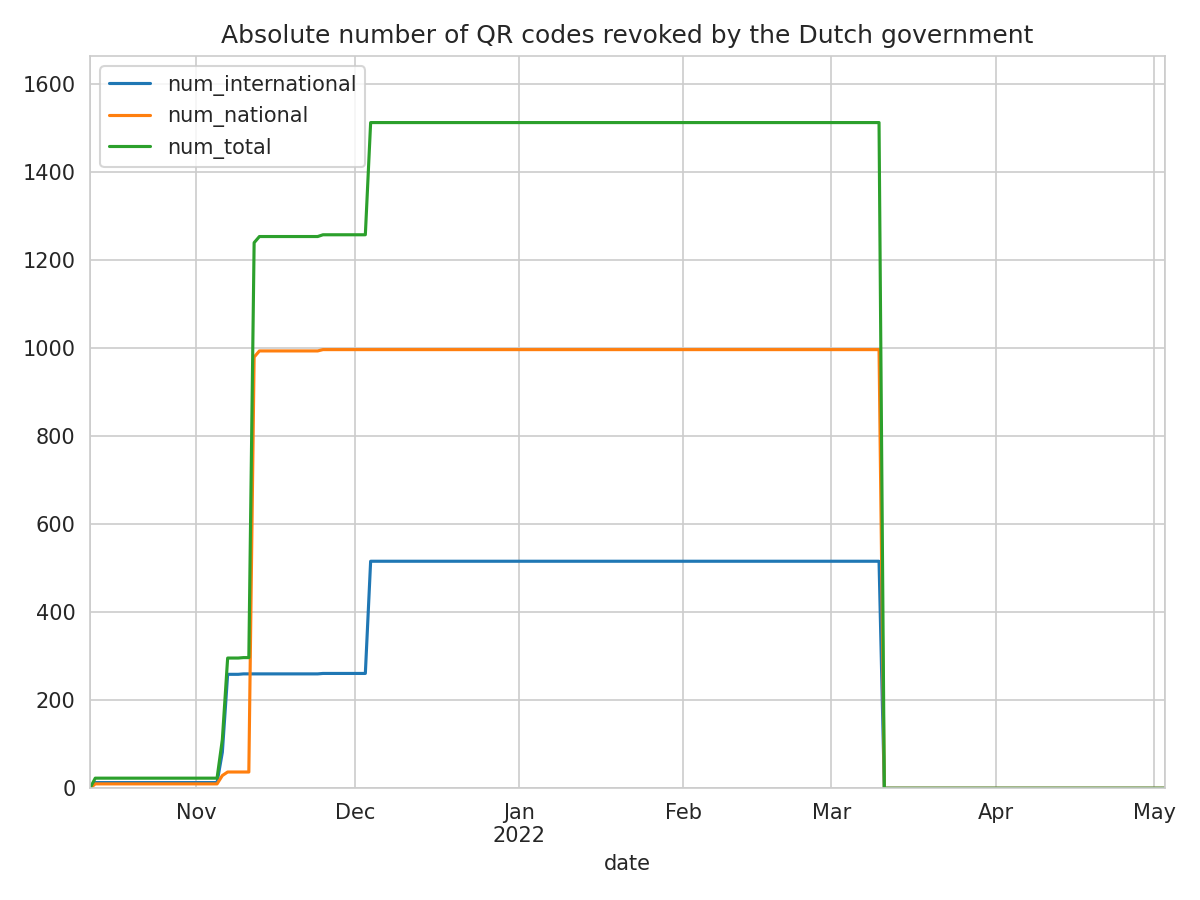 Absolute number of QR codes revoked by the Dutch government
num_international
num_national
num_total
1600
1400
1200
1000
800
600
400
200
0
Nov Dec Jan Feb Mar Apr May
2022
date